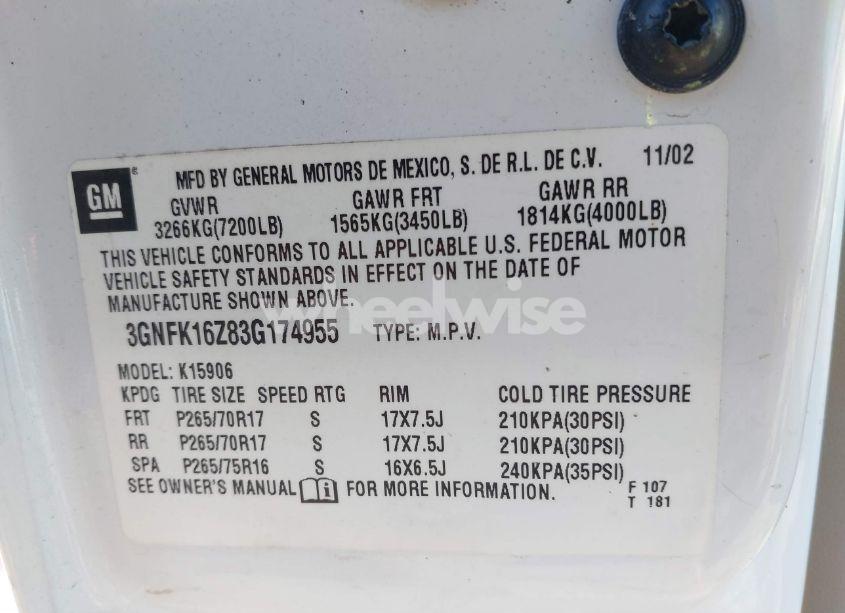 GM
MFD BY GENERAL MOTORS DE MEXICO, S. DE R.L. DE C.V. 11/02
GVWR GAWR FRT GAWR RR
3266KG(7200LB) 1565KG(3450LB) 1814KG(4000LB)
THIS VEHICLE CONFORMS TO ALL APPLICABLE U.S. FEDERAL MOTOR
VEHICLE SAFETY STANDARDS IN EFFECT ON THE DATE OF
MANUFACTURE SHOWN ABOVE.
3GNFK16Z83G174955 TYPE: M.P.V.
MODEL: K15906
KPDG TIRE SIZE SPEED RTG RIM COLD TIRE PRESSURE
FRT P265/70R17 S 17X7.5J 210KPA(30PSI)
RR P265/70R17 S 17X7.5J 210KPA(30PSI)
SPA P265/75R16 S 16X6.5J 240KPA(35PSI)
SEE OWNER'S MANUAL i FOR MORE INFORMATION.
F 107
T 181
wheelwise